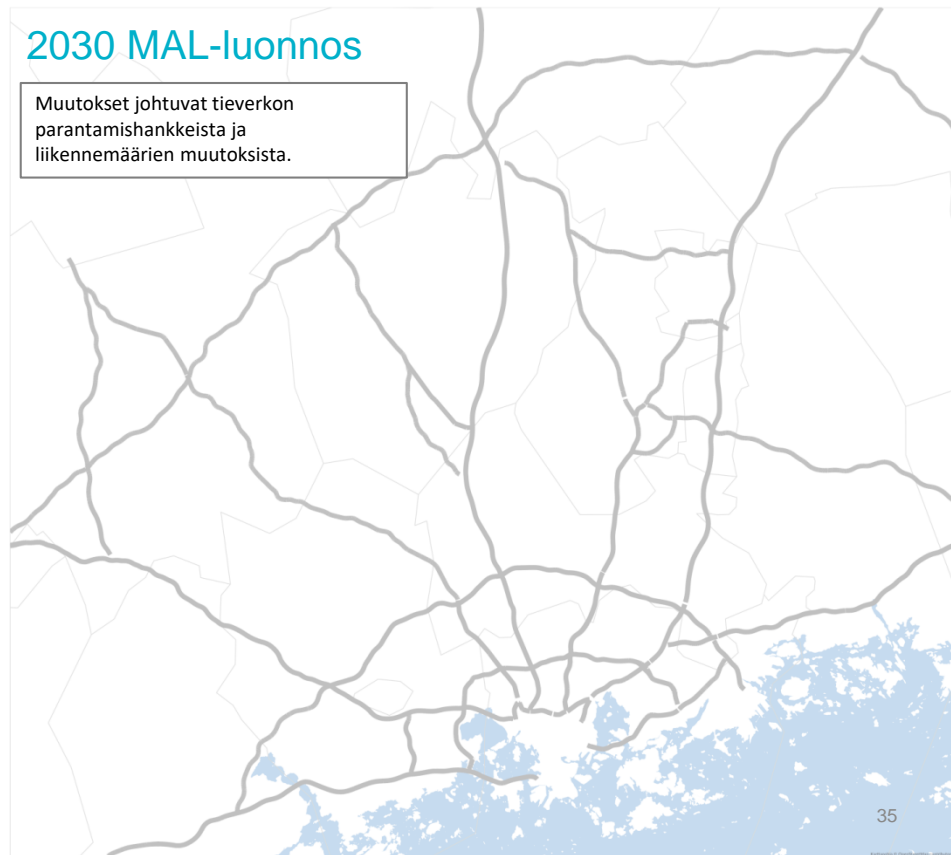 2030 MAL-luonnos
Muutokset johtuvat tieverkon
parantamishankkeista ja
liikennemäärien muutoksista.
35